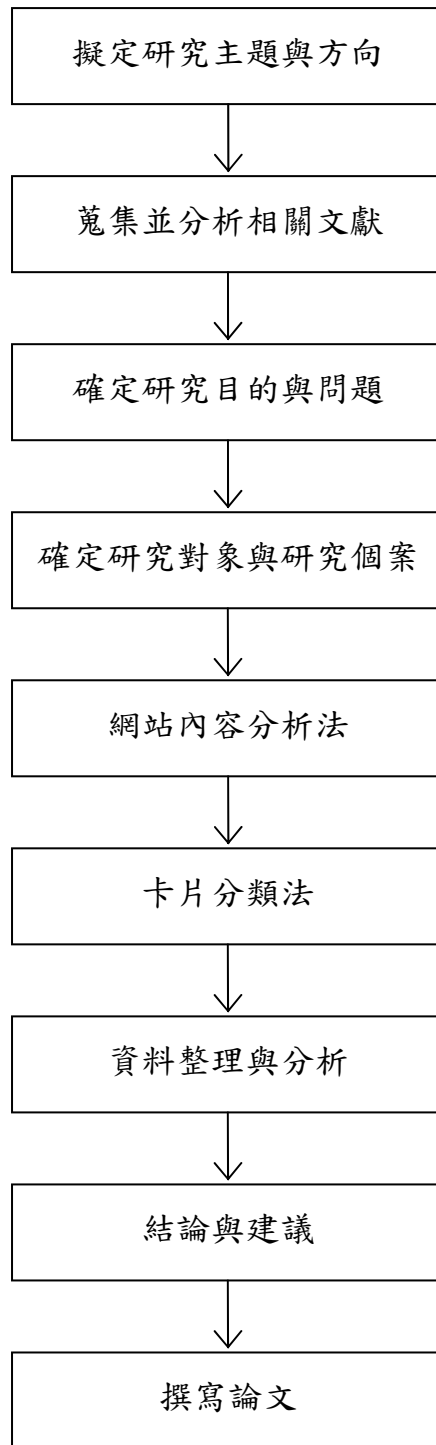 擬定研究主題與方向
蒐集並分析相關文獻
確定研究目的與問題
確定研究對象與研究個案
網站內容分析法
卡片分類法
資料整理與分析
結論與建議
撰寫論文